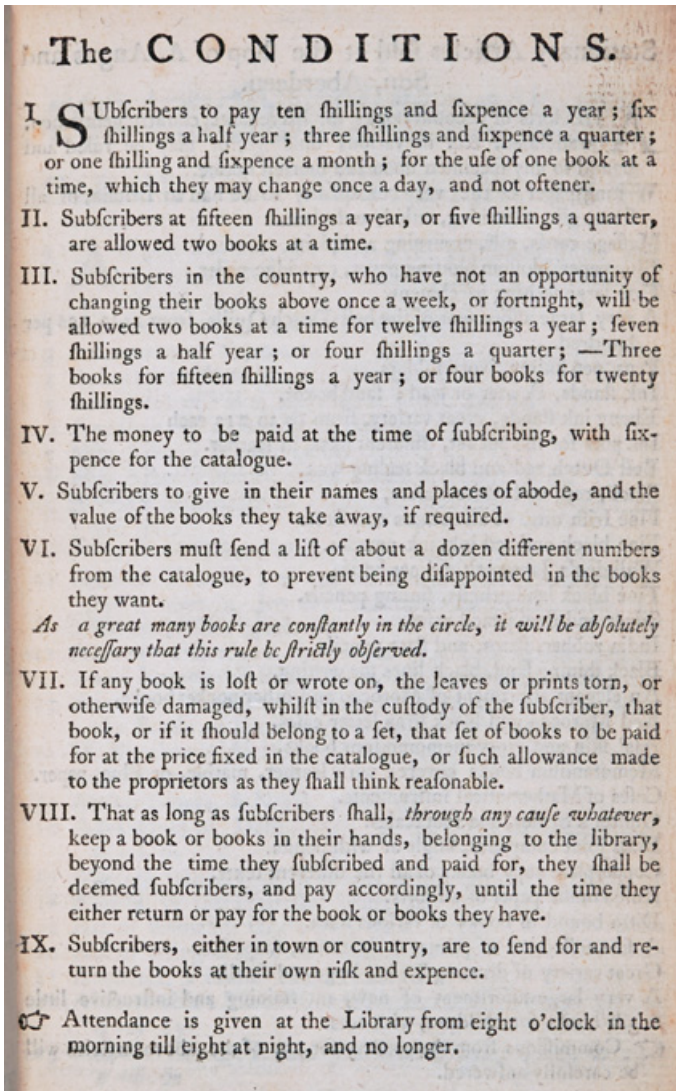 The CONDITIONS.
I. SUbſcribers to pay ten ſhillings and ſixpence a year; ſix
ſhillings a half year; three ſhillings and ſixpence a quarter;
or one ſhilling and ſixpence a month; for the uſe of one book at a
time, which they may change once a day, and not oftener.
II. Subſcribers at fifteen ſhillings a year, or five ſhillings a quarter,
are allowed two books at a time.
III. Subſcribers in the country, who have not an opportunity of
changing their books above once a week, or fortnight, will be
allowed two books at a time for twelve ſhillings a year; ſeven
ſhillings a half year; or four ſhillings a quarter; —Three
books for fifteen ſhillings a year; or four books for twenty
ſhillings.
IV. The money to be paid at the time of ſubſcribing, with ſix-
pence for the catalogue.
V. Subſcribers to give in their names and places of abode, and the
value of the books they take away, if required.
VI. Subſcribers muſt ſend a liſt of about a dozen different numbers
from the catalogue, to prevent being diſappointed in the books
they want.
As a great many books are conſtantly in the circle, it will be abſolutely
neceſſary that this rule be ſtrictly obſerved.
VII. If any book is loſt or wrote on, the leaves or prints torn, or
otherwiſe damaged, whilſt in the cuſtody of the ſubſcriber, that
book, or if it ſhould belong to a ſet, that ſet of books to be paid
for at the price fixed in the catalogue, or ſuch allowance made
to the proprietors as they ſhall think reaſonable.
VIII. That as long as ſubſcribers ſhall, through any cauſe whatever,
keep a book or books in their hands, belonging to the library,
beyond the time they ſubſcribed and paid for, they ſhall be
deemed ſubſcribers, and pay accordingly, until the time they
either return or pay for the book or books they have.
IX. Subſcribers, either in town or country, are to ſend for and re-
turn the books at their own riſk and expence.
☞ Attendance is given at the Library from eight o'clock in the
morning till eight at night, and no longer.